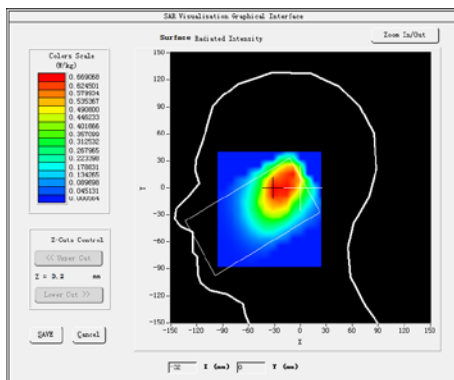 SAR Visualisation Graphical Interface
Surface Radiated Intensity
Zoom In/Out
Colors Scale
(W/kg)
0.669068
0.624501
0.579934
0.535367
0.490800
0.446233
0.401666
0.357099
0.312532
0.267965
0.223398
0.178831
0.134265
0.089698
0.045131
0.000564
Z-Cuts Control
<< Upper Cut
Z = 3.2 mm
Lower Cut >>
SAVE Cancel
150
120
90
60
30
0
-30
-60
-90
-120
-150
Y
-150 -120 -90 -60 -30 0 30 60 90 120 150
X
-32 X (mm) 0 Y (mm)